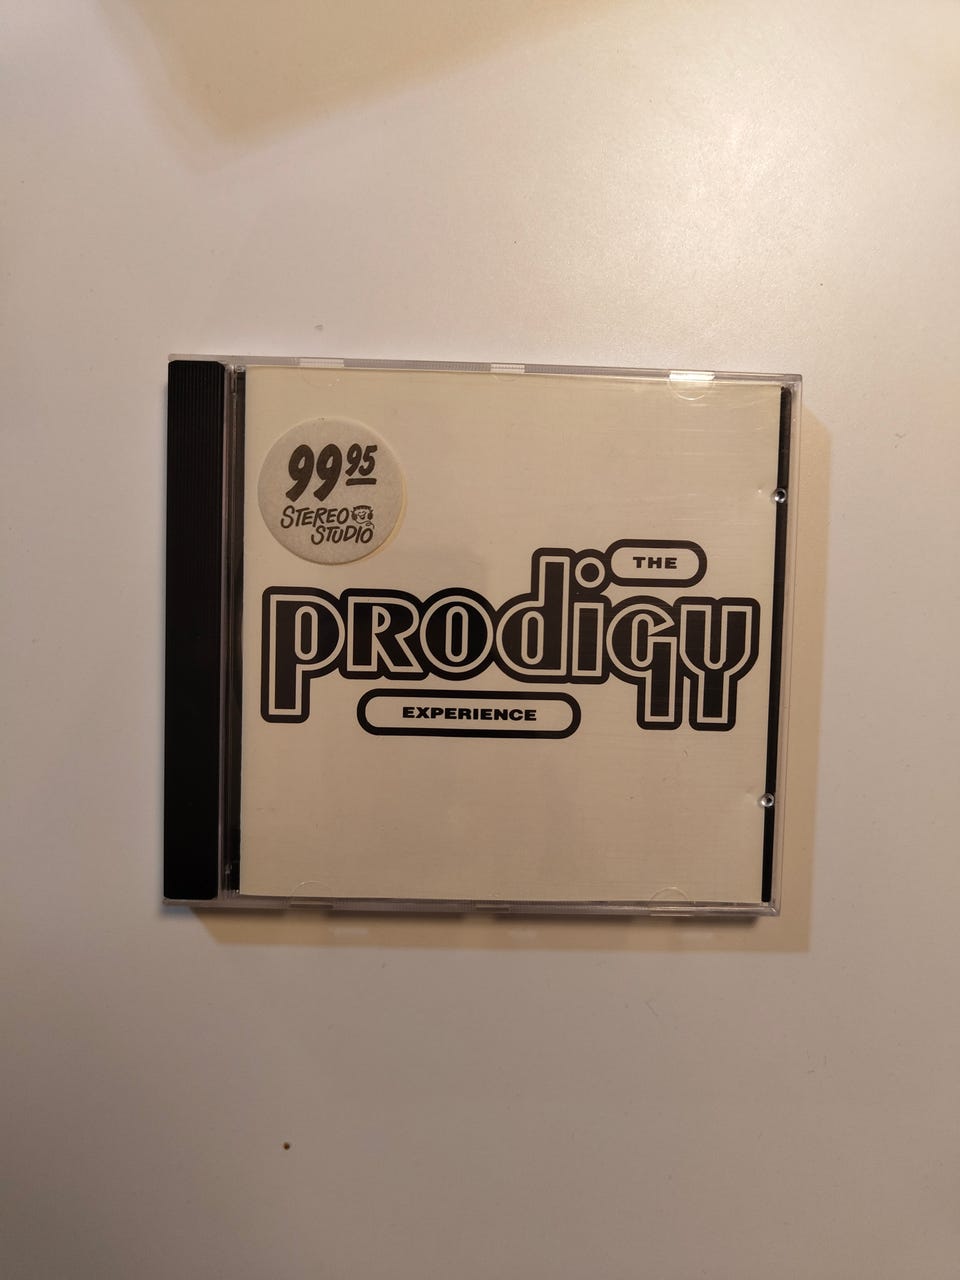 99 95
STEREO
STUDIO
THE
PRODIGY
EXPERIENCE